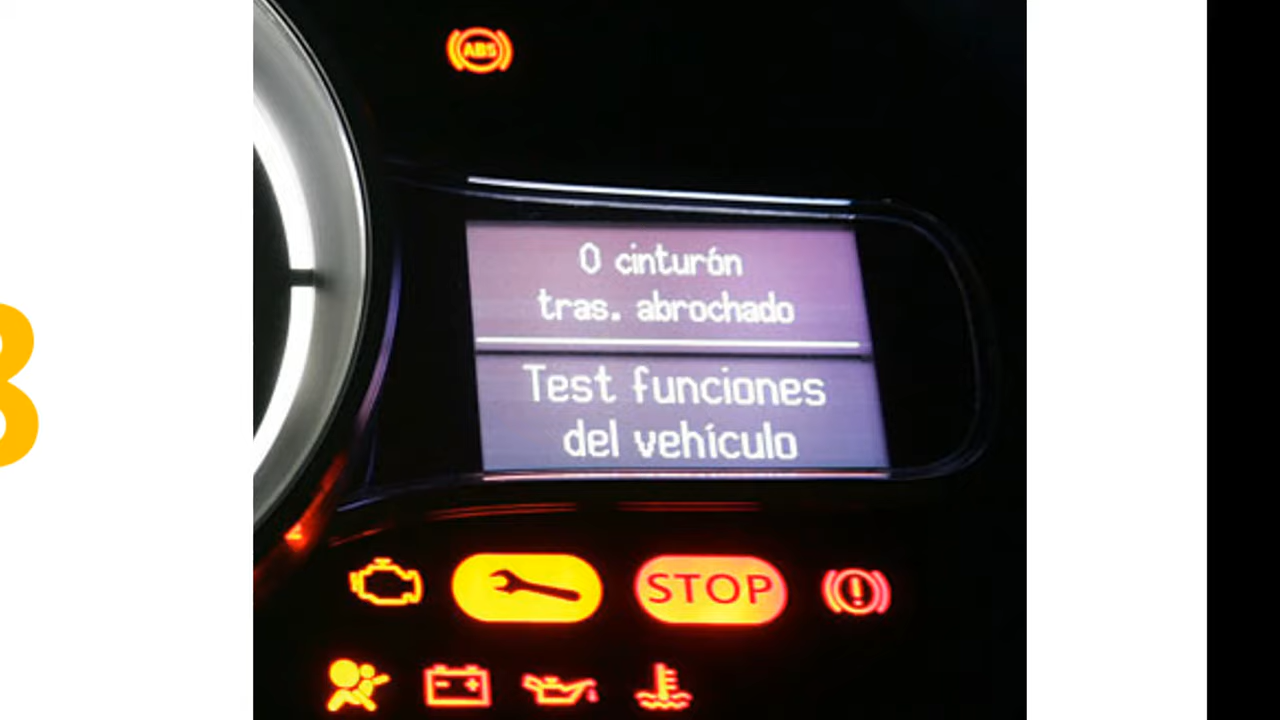 ABS
0 cinturón
tras. abrochado
Test funciones
del vehículo
STOP